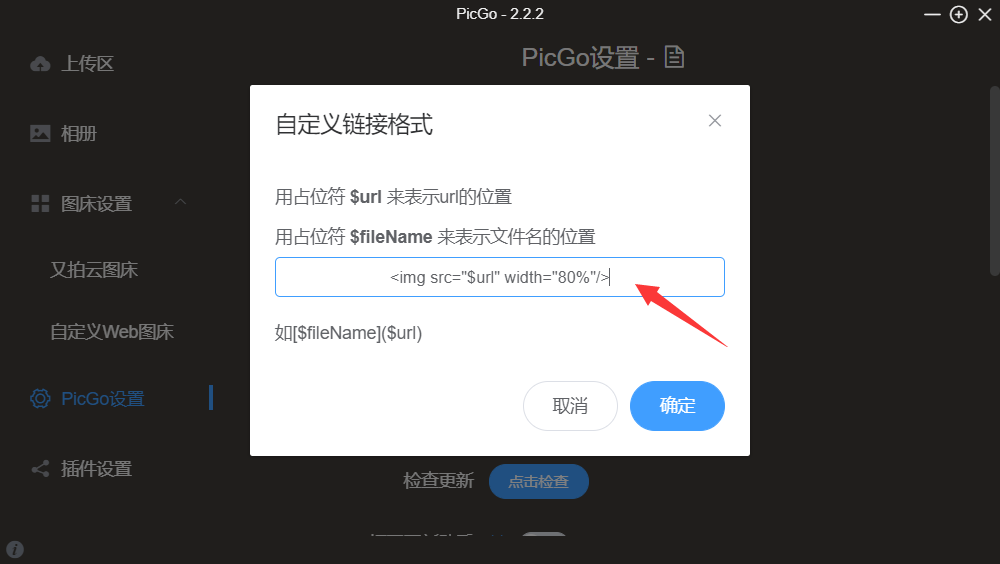 PicGo - 2.2.2
上传区
PicGo设置 -
相册
图床设置
又拍云图床
自定义Web图床
PicGo设置
插件设置
自定义链接格式
用占位符 $url 来表示url的位置
用占位符 $fileName 来表示文件名的位置
<img src="$url" width="80%"/>
如[$fileName]($url)
取消
确定
检查更新
点击检查